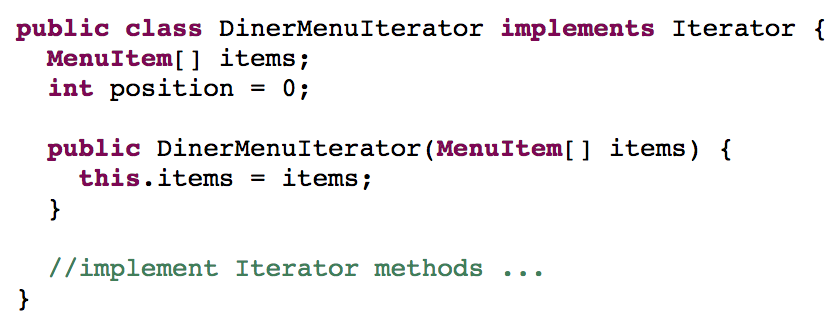 public class DinerMenuIterator implements Iterator {
  MenuItem[] items;
  int position = 0;

  public DinerMenuIterator(MenuItem[] items) {
    this.items = items;
  }

  //implement Iterator methods ...
}